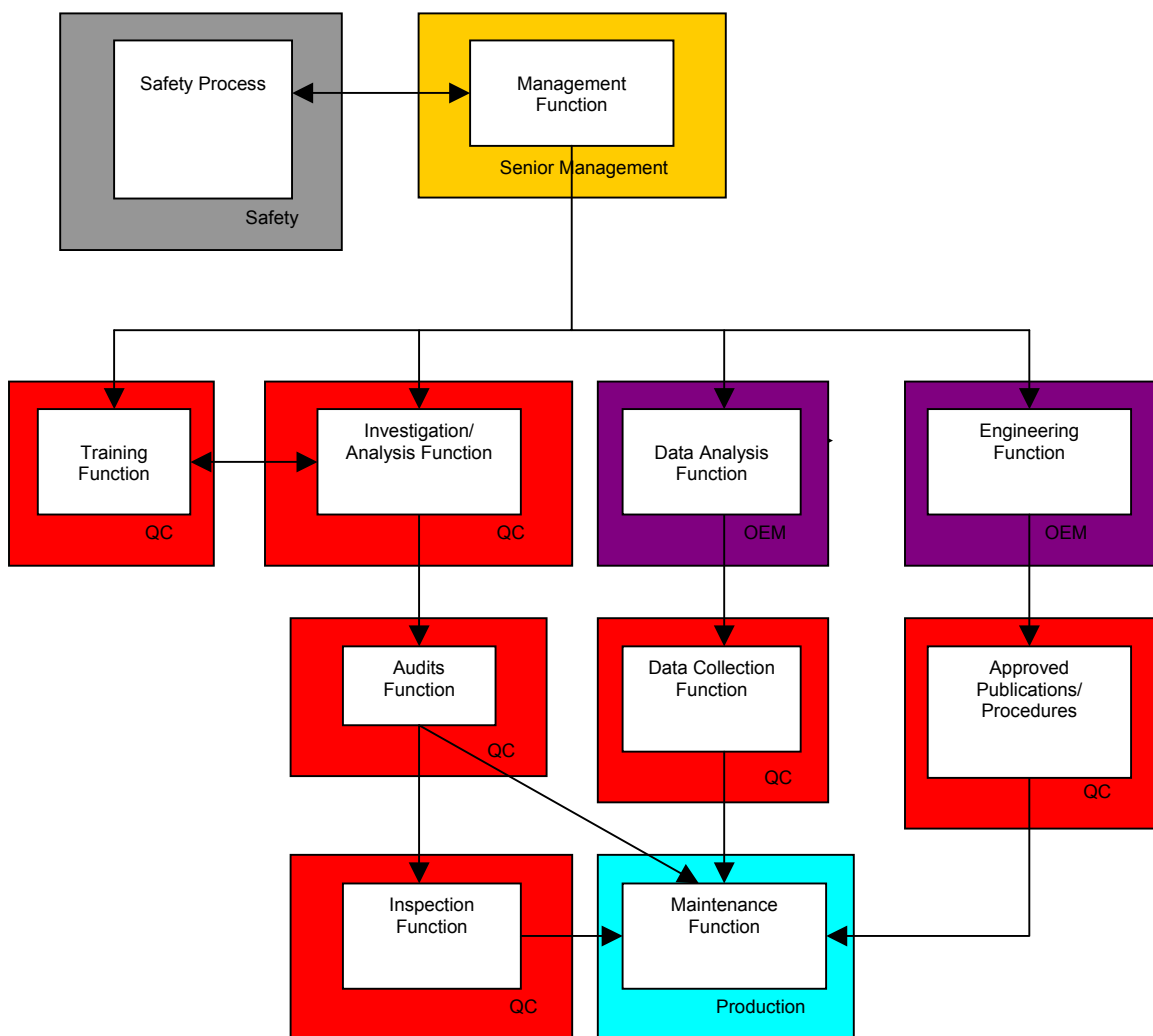 Safety Process
Safety
Management
Function
Senior Management
Training
Function
QC
Investigation/
Analysis Function
QC
Data Analysis
Function
OEM
Engineering
Function
OEM
Audits
Function
QC
Data Collection
Function
QC
Approved
Publications/
Procedures
QC
Inspection
Function
QC
Maintenance
Function
Production